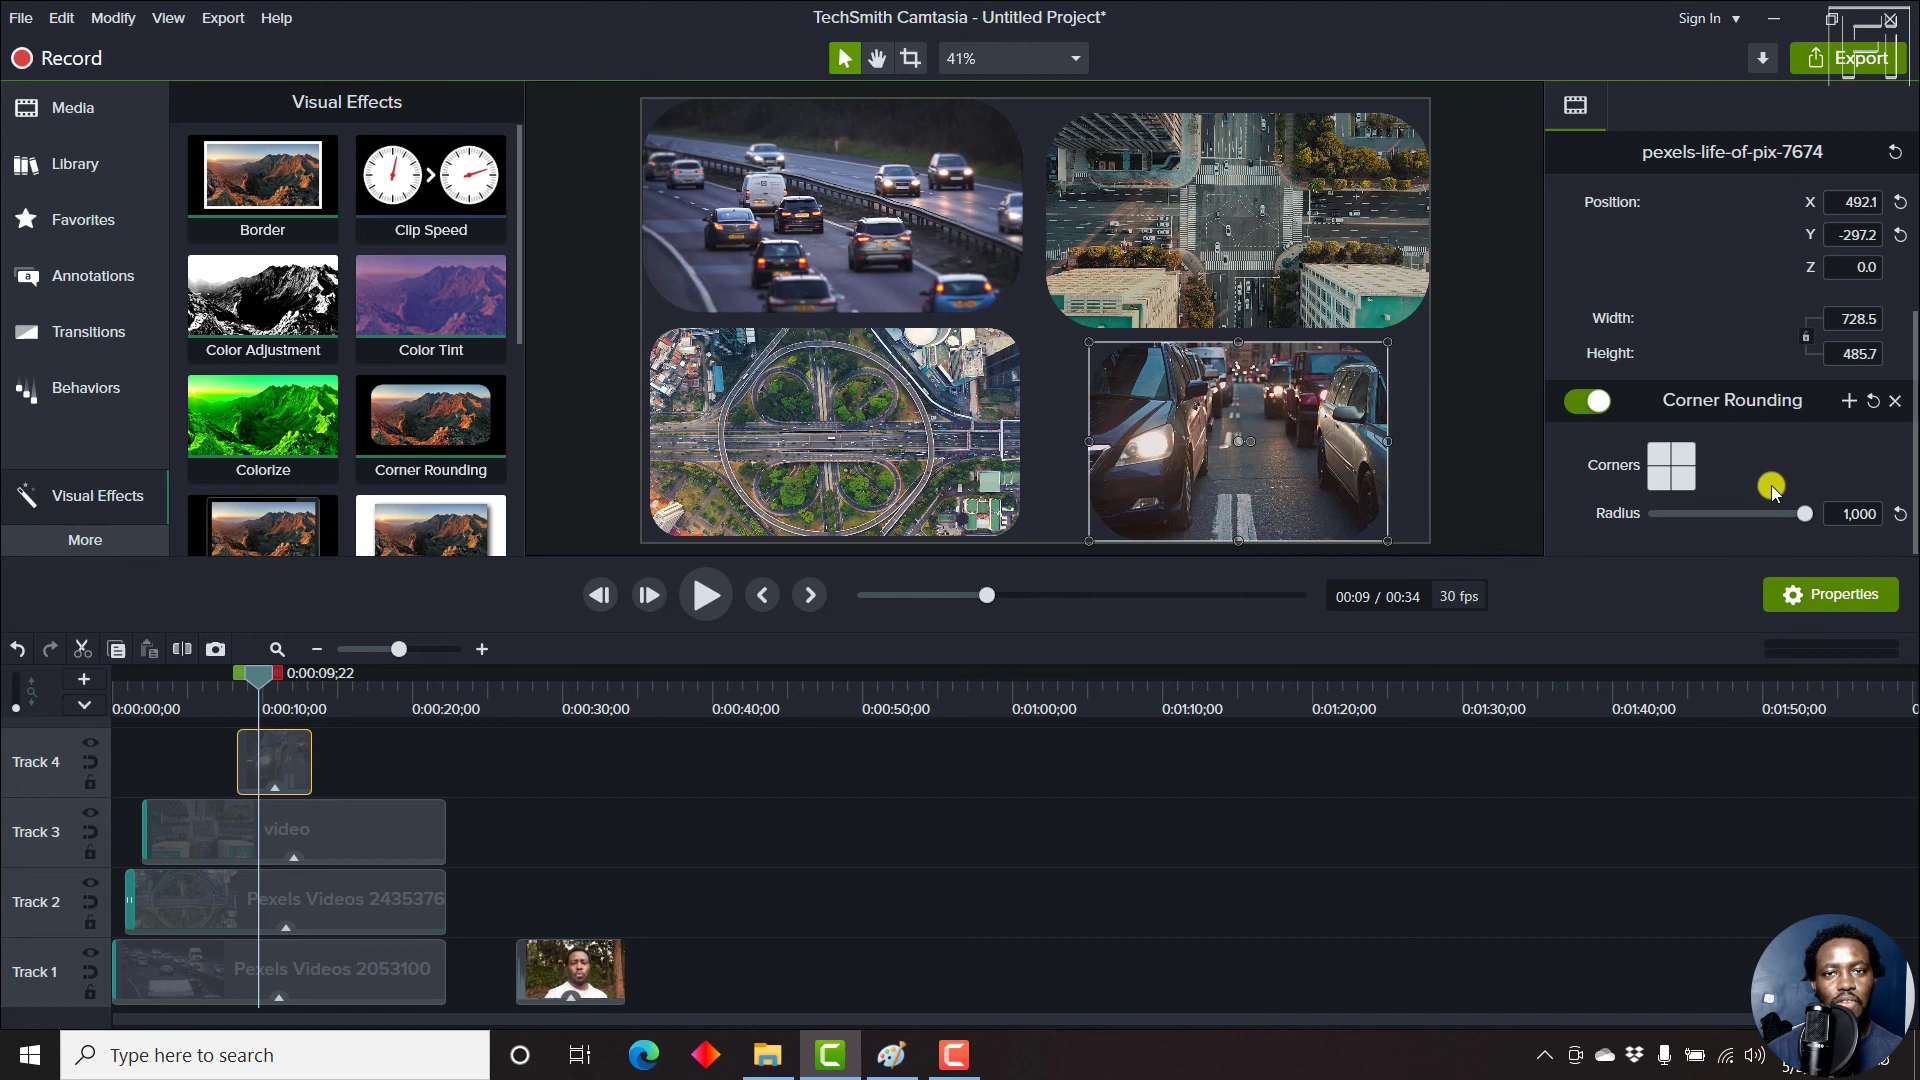 File Edit Modify View Export Help
TechSmith Camtasia - Untitled Project*
Sign In
Record
41%
Export
Media
Library
Favorites
Annotations
Transitions
Behaviors
Visual Effects
More
Visual Effects
Border
Clip Speed
Color Adjustment
Color Tint
Colorize
Corner Rounding
pexels-life-of-pix-7674
Position:
X 492.1
Y -297.2
Z 0.0
Width: 728.5
Height: 485.7
Corner Rounding
Corners
Radius 1,000
00:09 / 00:34 30 fps
Properties
0:00:09;22
0:00:00;00 0:00:10;00 0:00:20;00 0:00:30;00 0:00:40;00 0:00:50;00 0:01:00;00 0:01:10;00 0:01:20;00 0:01:30;00 0:01:40;00 0:01:50;00
Track 4
Track 3
video
Track 2
Pexels Videos 2435376
Track 1
Pexels Videos 2053100
Type here to search